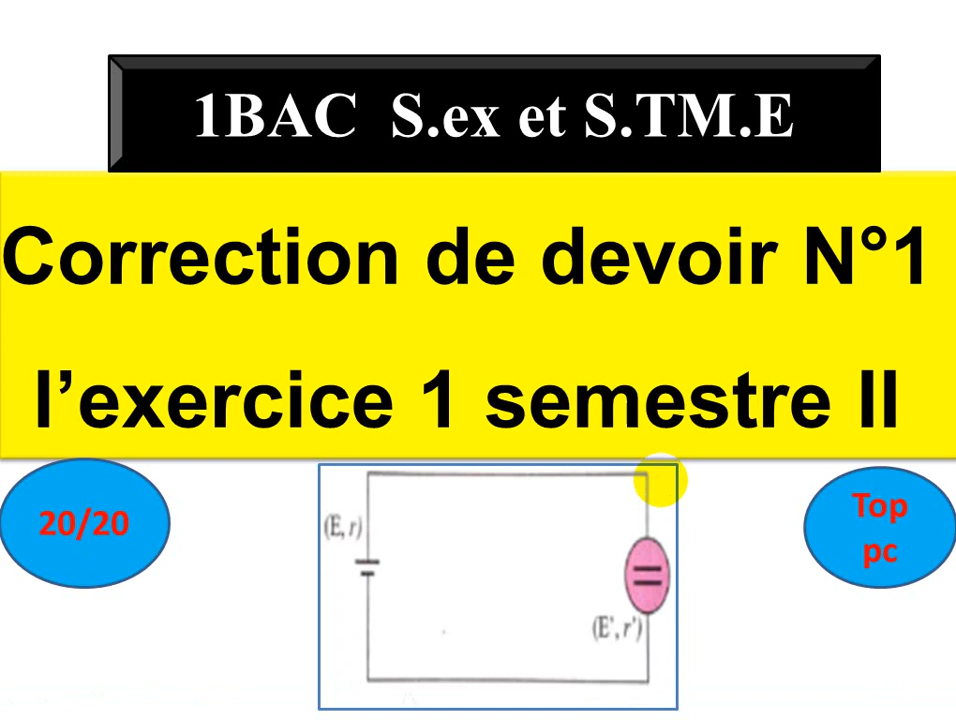 1BAC S.ex et S.TM.E
Correction de devoir N°1
l’exercice 1 semestre II
20/20
Top
pc
(E, r)
(E', r')